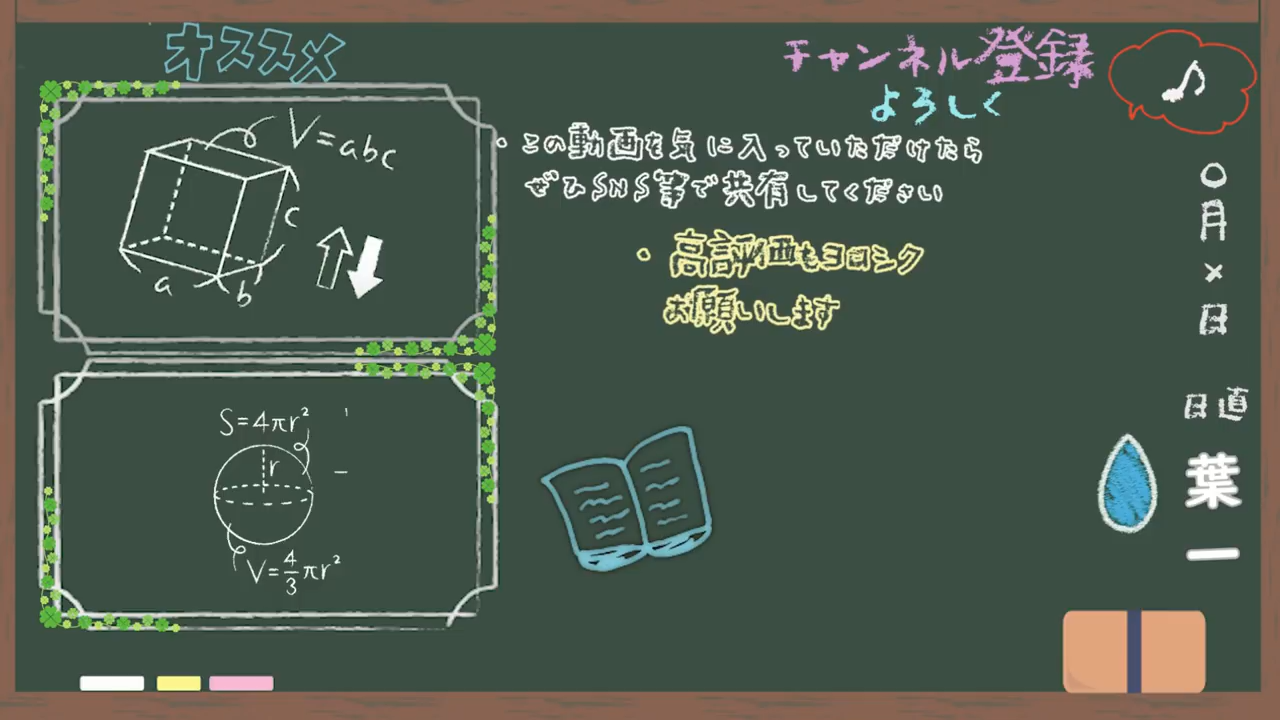 オススメ
V=abc
c
a
b
S=4πr²
r
V=4/3πr²
チャンネル登録
よろしく
・この動画を気に入っていただけたら
ぜひSNS等で共有してください
・高評価もヨロシク
お願いします
○月×日
日直
葉一